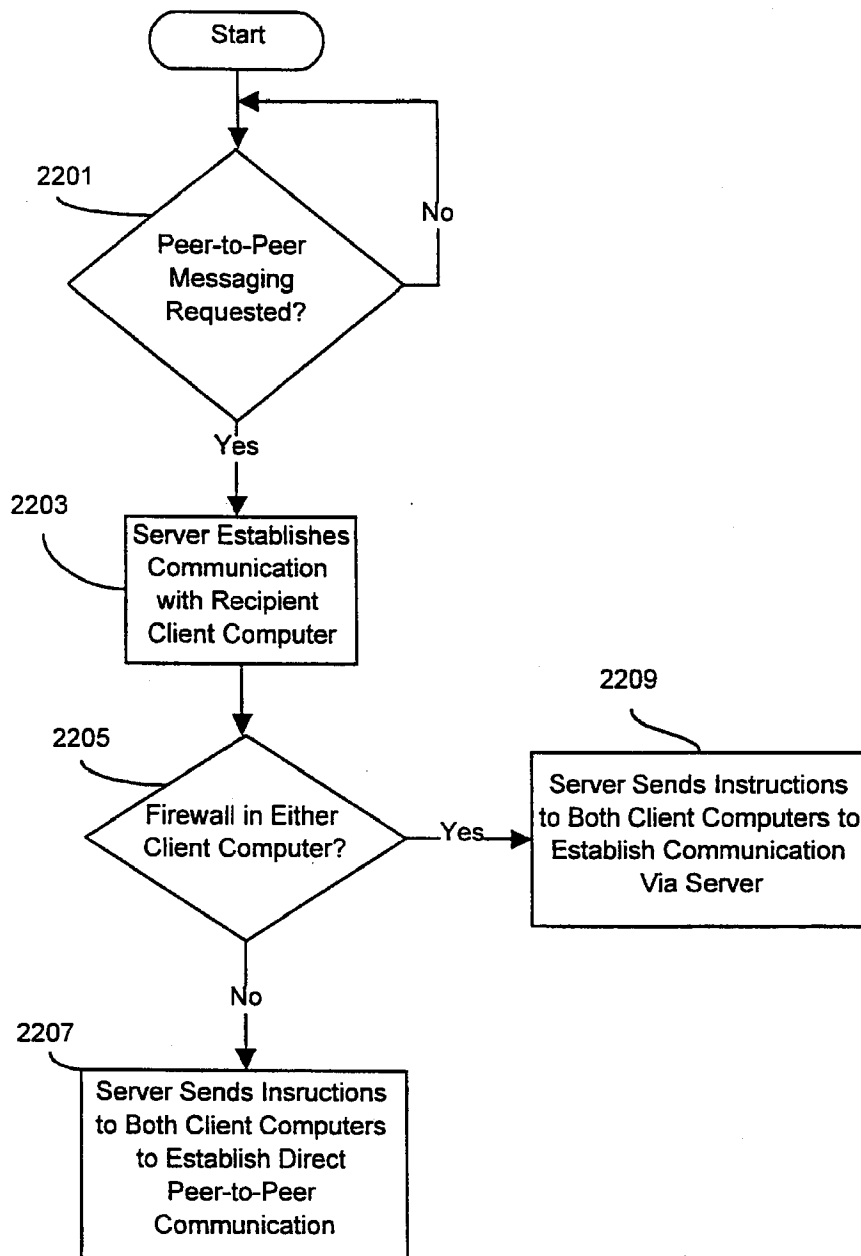 Start
2201
No
Peer-to-Peer
Messaging
Requested?
Yes
2203
Server Establishes
Communication
with Recipient
Client Computer
2209
2205
Server Sends Instructions
to Both Client Computers to
Establish Communication
Via Server
Firewall in Either
Client Computer?
Yes
No
2207
Server Sends Insructions
to Both Client Computers
to Establish Direct
Peer-to-Peer
Communication